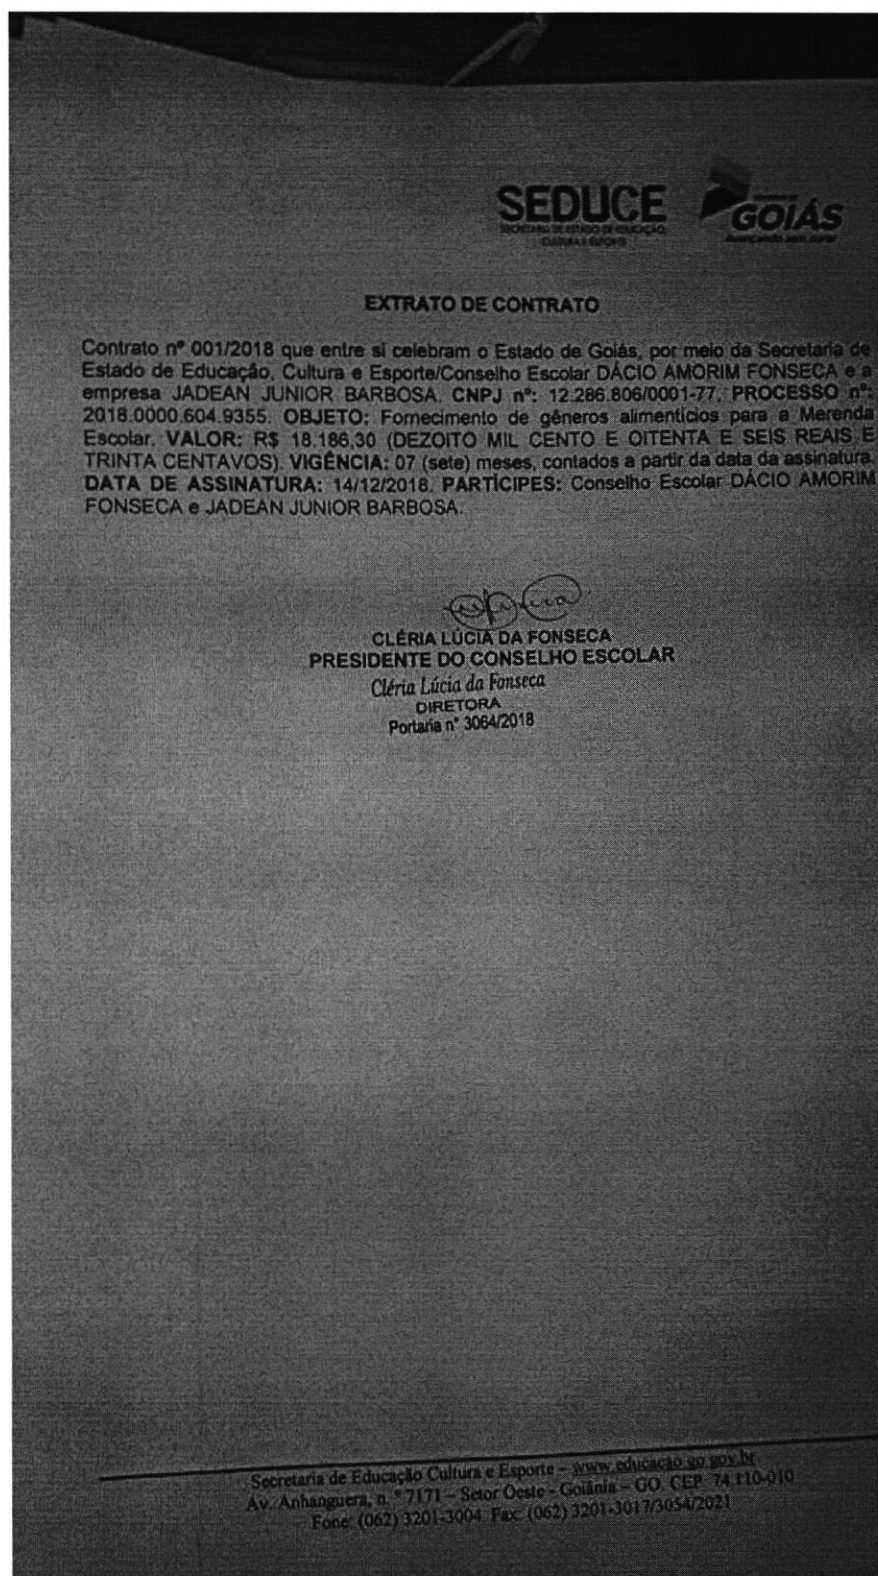 SEDUCE
SECRETARIA DE ESTADO DE EDUCAÇÃO,
CULTURA E ESPORTE
GOIÁS
EXTRATO DE CONTRATO
Contrato nº 001/2018 que entre si celebram o Estado de Goiás, por meio da Secretaria de
Estado de Educação, Cultura e Esporte/Conselho Escolar DÁCIO AMORIM FONSECA e a
empresa JADEAN JUNIOR BARBOSA. CNPJ nº: 12.286.806/0001-77. PROCESSO nº:
2018.0000.604.9355. OBJETO: Fornecimento de gêneros alimentícios para a Merenda
Escolar. VALOR: R$ 18.186,30 (DEZOITO MIL CENTO E OITENTA E SEIS REAIS E
TRINTA CENTAVOS). VIGÊNCIA: 07 (sete) meses, contados a partir da data da assinatura.
DATA DE ASSINATURA: 14/12/2018. PARTÍCIPES: Conselho Escolar DÁCIO AMORIM
FONSECA e JADEAN JUNIOR BARBOSA.
CLÉRIA LÚCIA DA FONSECA
PRESIDENTE DO CONSELHO ESCOLAR
Cléria Lúcia da Fonseca
DIRETORA
Portaria n° 3064/2018
Secretaria de Educação Cultura e Esporte – www.educacao.go.gov.br
Av. Anhanguera, n. ° 7171 – Setor Oeste - Goiânia – GO. CEP. 74.110-010
Fone: (062) 3201-3004. Fax: (062) 3201-3017/3054/2021